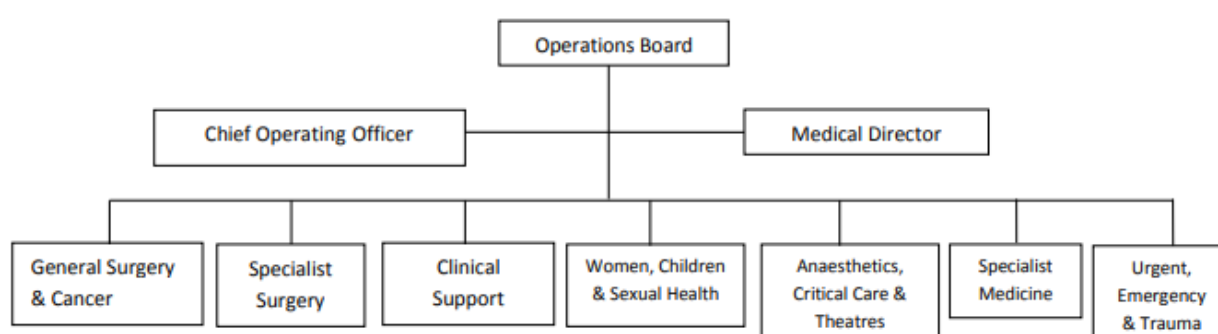 Operations Board
Chief Operating Officer
Medical Director
General Surgery
& Cancer
Specialist
Surgery
Clinical
Support
Women, Children
& Sexual Health
Anaesthetics,
Critical Care &
Theatres
Specialist
Medicine
Urgent,
Emergency
& Trauma